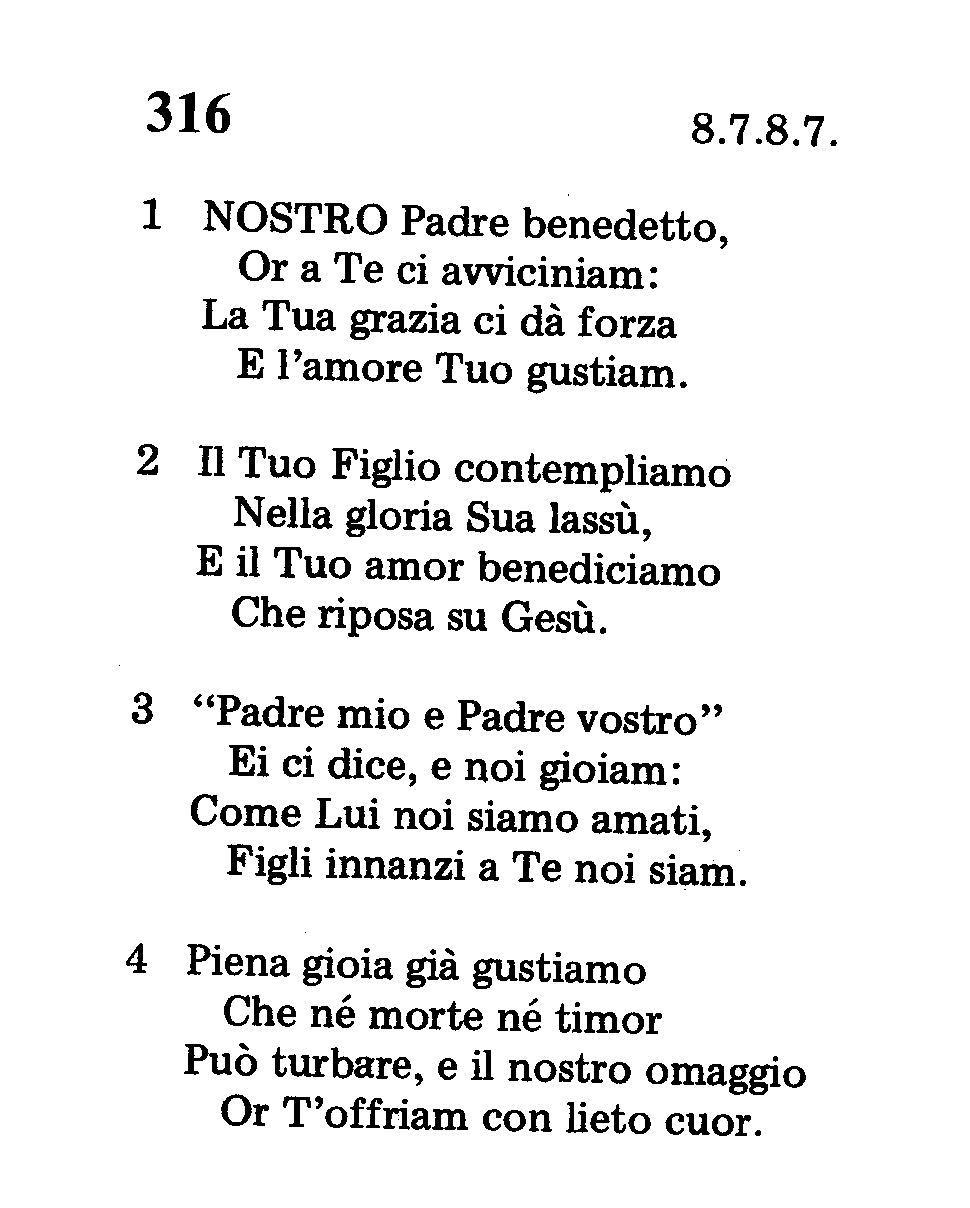 316
8.7.8.7.
1 NOSTRO Padre benedetto,
Or a Te ci avviciniam:
La Tua grazia ci dà forza
E l’amore Tuo gustiam.
2 Il Tuo Figlio contempliamo
Nella gloria Sua lassù,
E il Tuo amor benediciamo
Che riposa su Gesù.
3 “Padre mio e Padre vostro”
Ei ci dice, e noi gioiam:
Come Lui noi siamo amati,
Figli innanzi a Te noi siam.
4 Piena gioia già gustiamo
Che né morte né timor
Può turbare, e il nostro omaggio
Or T’offriam con lieto cuor.